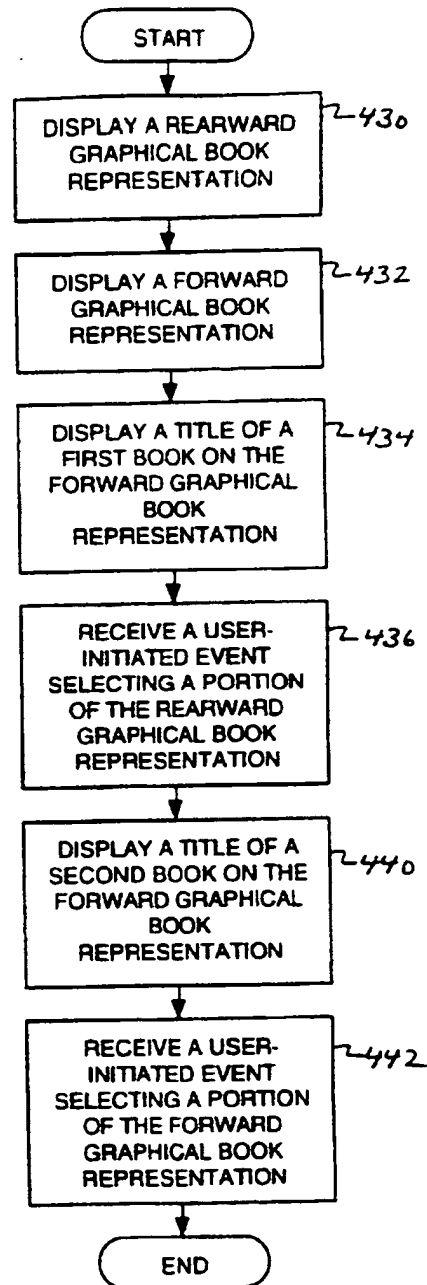 START
DISPLAY A REARWARD
GRAPHICAL BOOK
REPRESENTATION
430
DISPLAY A FORWARD
GRAPHICAL BOOK
REPRESENTATION
432
DISPLAY A TITLE OF A
FIRST BOOK ON THE
FORWARD GRAPHICAL
BOOK
REPRESENTATION
434
RECEIVE A USER-
INITIATED EVENT
SELECTING A PORTION
OF THE REARWARD
GRAPHICAL BOOK
REPRESENTATION
436
DISPLAY A TITLE OF A
SECOND BOOK ON THE
FORWARD GRAPHICAL
BOOK
REPRESENTATION
440
RECEIVE A USER-
INITIATED EVENT
SELECTING A PORTION
OF THE FORWARD
GRAPHICAL BOOK
REPRESENTATION
442
END